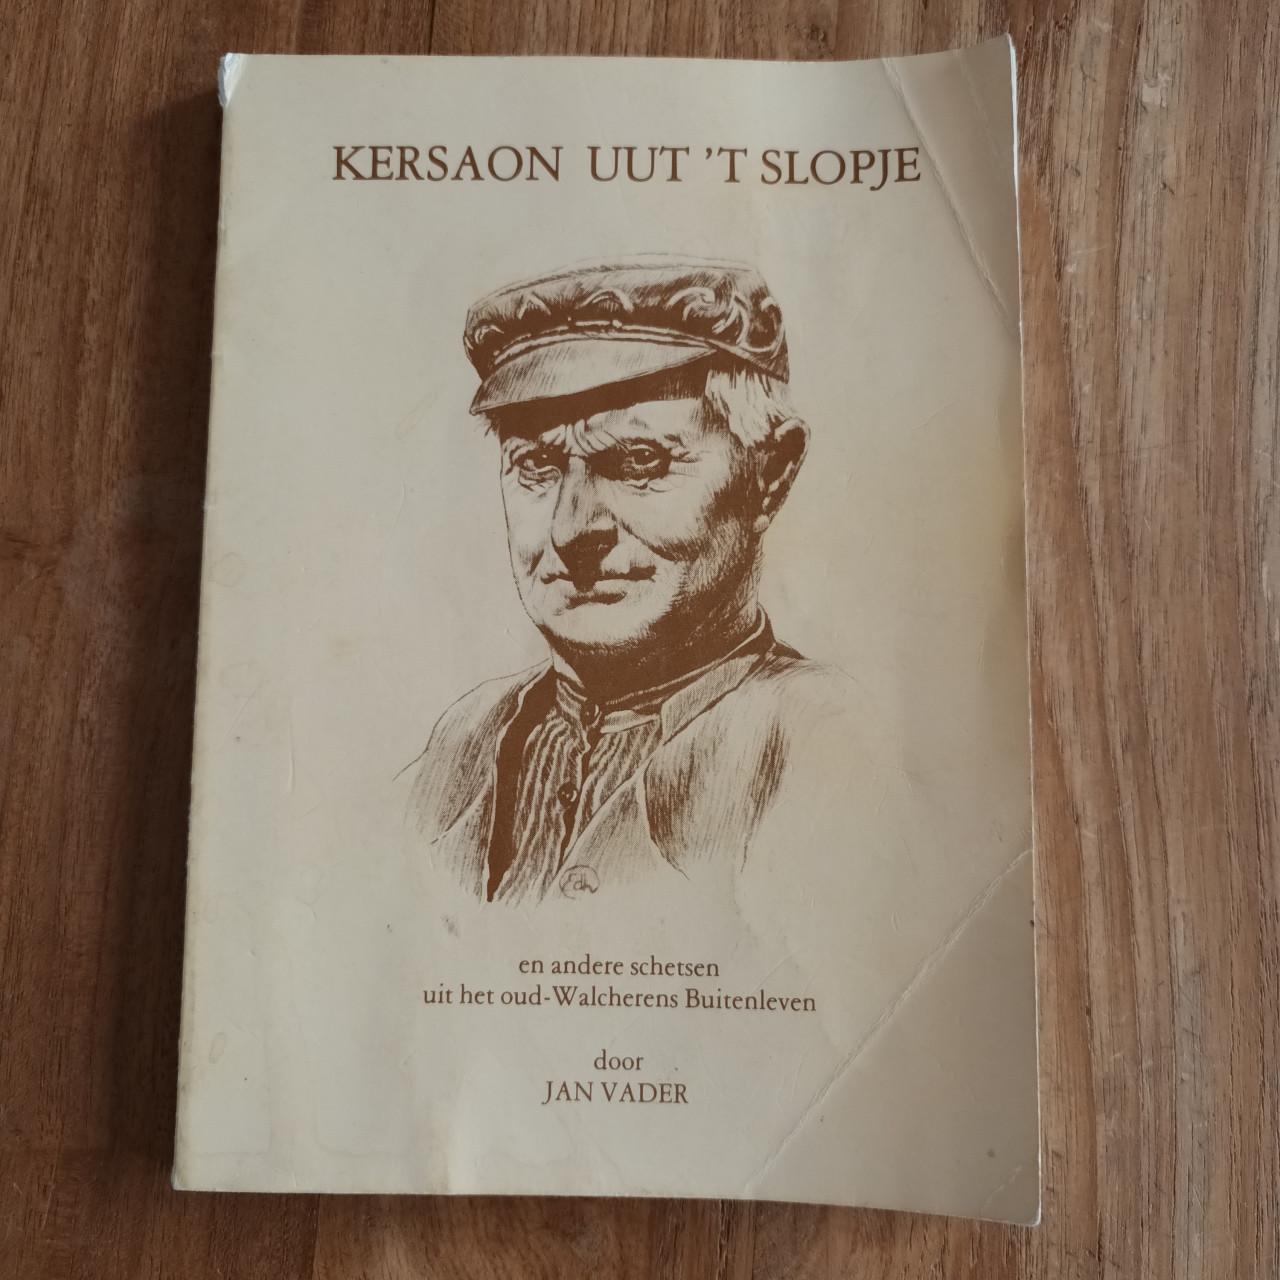 KERSAON UUT 'T SLOPJE
en andere schetsen
uit het oud-Walcherens Buitenleven
door
JAN VADER